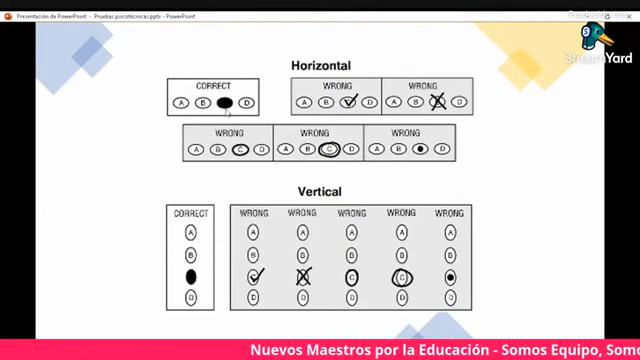 Presentación de PowerPoint - Pruebas psicotécnicas.pptx - PowerPoint
StreamYard
Horizontal
CORRECT
A B D
WRONG WRONG
A B D A B D
WRONG WRONG WRONG
A B C D A B C D A B D
Vertical
CORRECT WRONG WRONG WRONG WRONG WRONG
A A A A A A
B B B B B B
C C
D D D D D D
Nuevos Maestros por la Educación - Somos Equipo, Somo